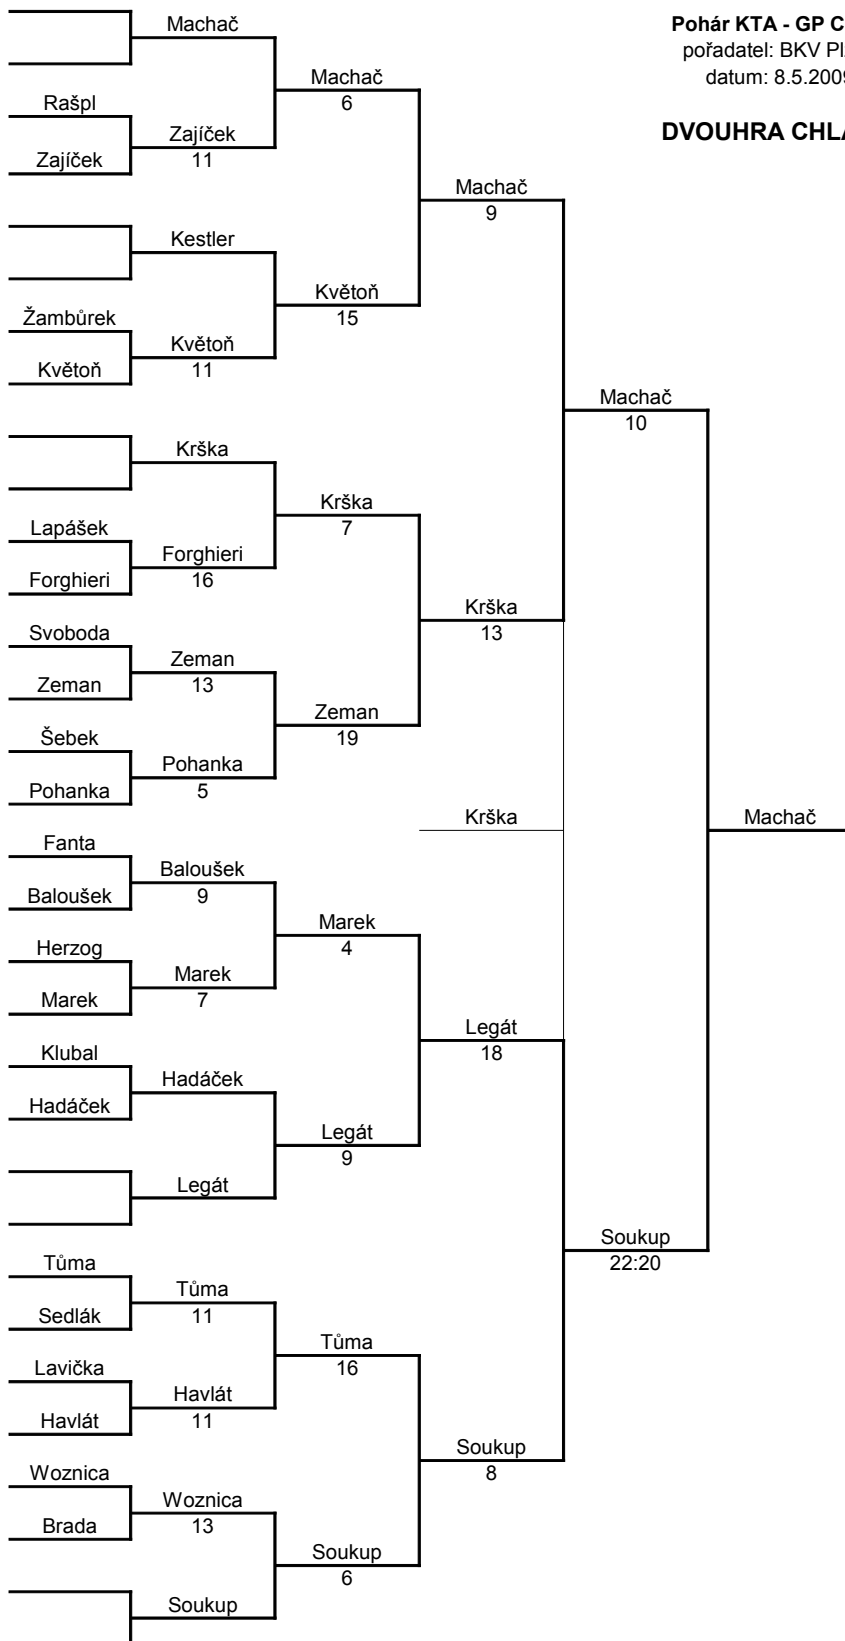 Machač
Pohár KTA - GP C
pořadatel: BKV Pl
datum: 8.5.2009
DVOUHRA CHLA
Machač
6
Rašpl
Zajíček
Zajíček
11
Machač
9
Kestler
Květoň
15
Žambůrek
Květoň
Květoň
11
Machač
10
Krška
Krška
7
Lapášek
Forghieri
Forghieri
16
Krška
13
Svoboda
Zeman
Zeman
13
Zeman
19
Šebek
Pohanka
Pohanka
5
Krška
Machač
Fanta
Baloušek
Baloušek
9
Marek
4
Herzog
Marek
Marek
7
Legát
18
Klubal
Hadáček
Hadáček
Legát
9
Legát
Soukup
22:20
Tůma
Sedlák
Tůma
11
Tůma
16
Lavička
Havlát
Havlát
11
Soukup
8
Woznica
Brada
Woznica
13
Soukup
6
Soukup